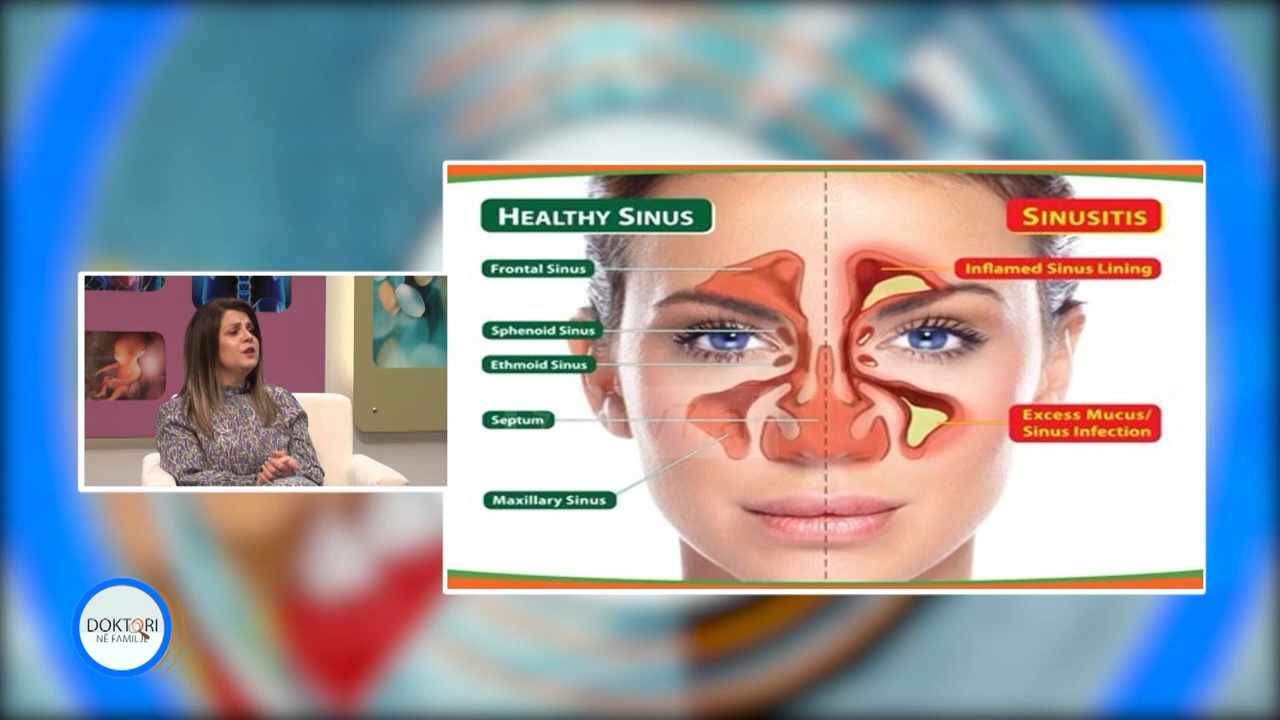 HEALTHY SINUS
SINUSITIS
Frontal Sinus
Inflamed Sinus Lining
Sphenoid Sinus
Ethmoid Sinus
Septum
Excess Mucus/
Sinus Infection
Maxillary Sinus
DOKTORI
NË FAMILJE